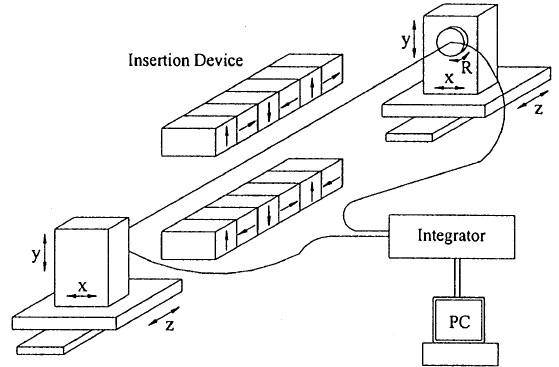 Insertion Device
y
R
x
z
y
x
z
Integrator
PC